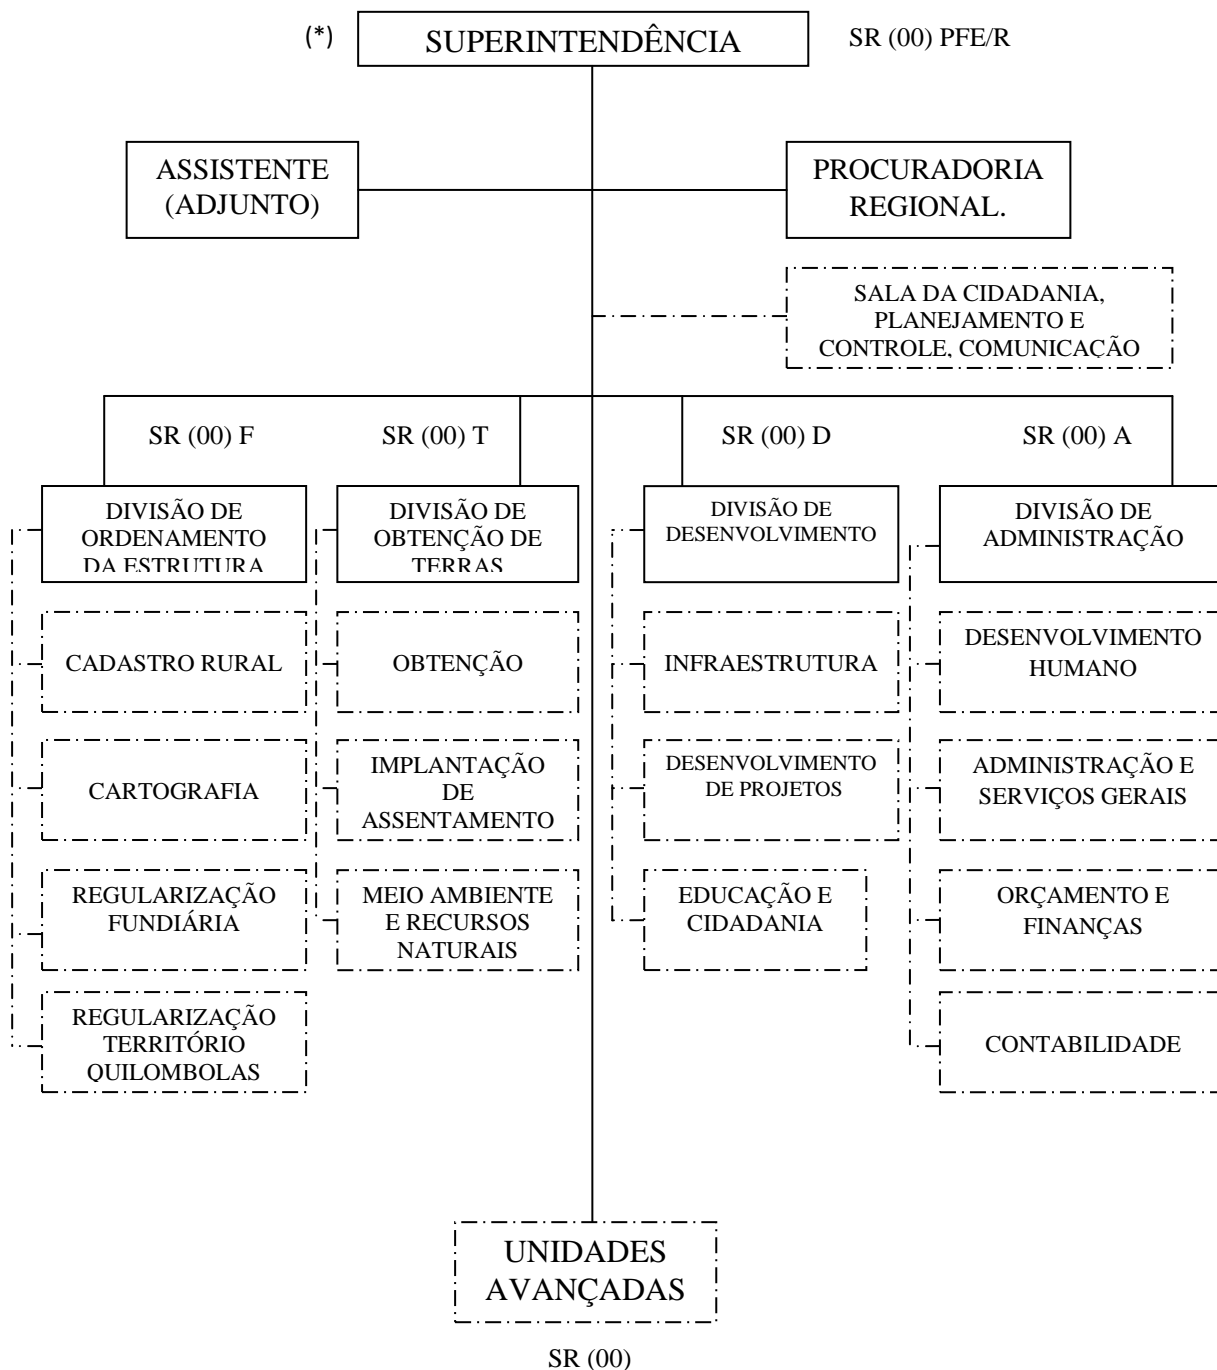 (*)
SUPERINTENDÊNCIA
SR (00) PFE/R
ASSISTENTE
(ADJUNTO)
PROCURADORIA
REGIONAL.
SALA DA CIDADANIA,
PLANEJAMENTO E
CONTROLE, COMUNICAÇÃO
SR (00) F
SR (00) T
SR (00) D
SR (00) A
DIVISÃO DE
ORDENAMENTO
DA ESTRUTURA
DIVISÃO DE
OBTENÇÃO DE
TERRAS
DIVISÃO DE
DESENVOLVIMENTO
DIVISÃO DE
ADMINISTRAÇÃO
CADASTRO RURAL
OBTENÇÃO
INFRAESTRUTURA
DESENVOLVIMENTO
HUMANO
CARTOGRAFIA
IMPLANTAÇÃO
DE
ASSENTAMENTO
DESENVOLVIMENTO
DE PROJETOS
ADMINISTRAÇÃO E
SERVIÇOS GERAIS
REGULARIZAÇÃO
FUNDIÁRIA
MEIO AMBIENTE
E RECURSOS
NATURAIS
EDUCAÇÃO E
CIDADANIA
ORÇAMENTO E
FINANÇAS
REGULARIZAÇÃO
TERRITÓRIO
QUILOMBOLAS
CONTABILIDADE
UNIDADES
AVANÇADAS
SR (00)